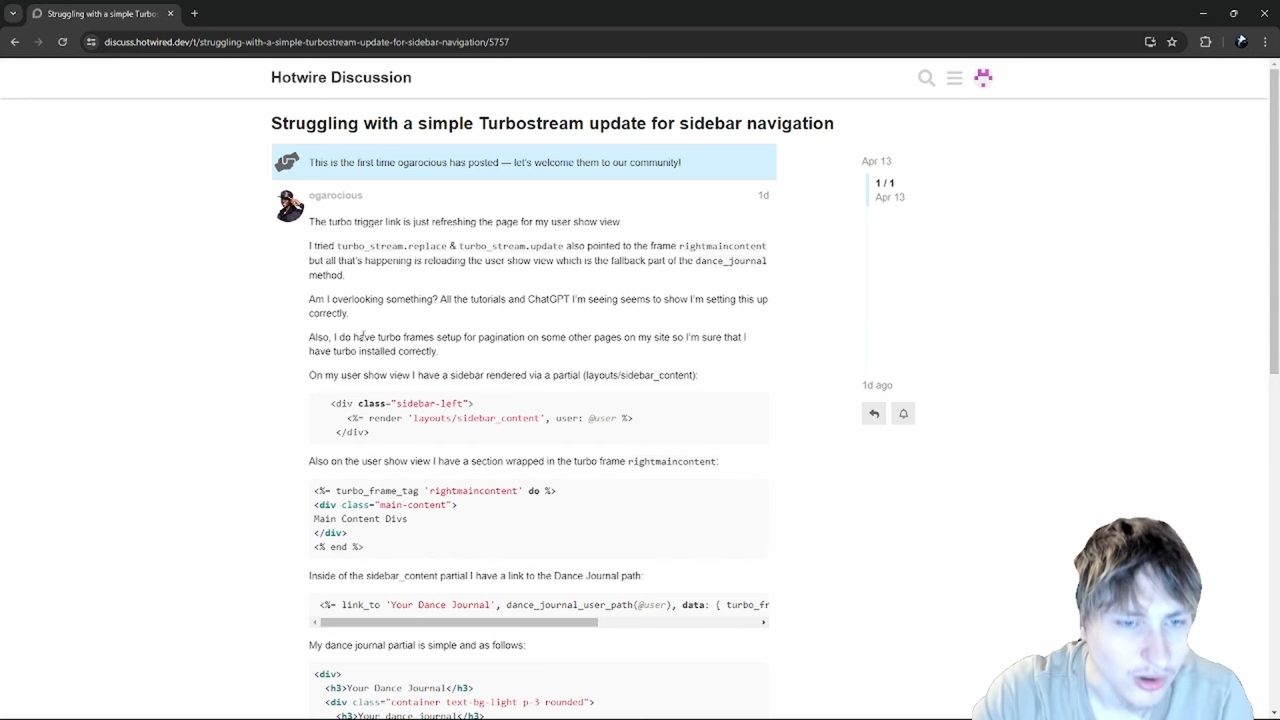 Struggling with a simple Turbo
discuss.hotwired.dev/t/struggling-with-a-simple-turbostream-update-for-sidebar-navigation/5757
Hotwire Discussion
Struggling with a simple Turbostream update for sidebar navigation
This is the first time ogarocious has posted — let's welcome them to our community!
ogarocious
1d
The turbo trigger link is just refreshing the page for my user show view.
I tried turbo_stream.replace & turbo_stream.update also pointed to the frame rightmaincontent
but all that's happening is reloading the user show view which is the fallback part of the dance_journal
method.
Am I overlooking something? All the tutorials and ChatGPT I'm seeing seems to show I'm setting this up
correctly.
Also, I do have turbo frames setup for pagination on some other pages on my site so I'm sure that I
have turbo installed correctly.
On my user show view I have a sidebar rendered via a partial (layouts/sidebar_content):
<div class="sidebar-left">
<%= render 'layouts/sidebar_content', user: @user %>
</div>
Also on the user show view I have a section wrapped in the turbo frame rightmaincontent:
<%= turbo_frame_tag 'rightmaincontent' do %>
<div class="main-content">
Main Content Divs
</div>
<% end %>
Inside of the sidebar_content partial I have a link to the Dance Journal path:
<%= link_to 'Your Dance Journal', dance_journal_user_path(@user), data: { turbo_fr
My dance journal partial is simple and as follows:
<div>
<h3>Your Dance Journal</h3>
<div class="container text-bg-light p-3 rounded">
<h3>Your dance journal</h3>
Apr 13
1 / 1
Apr 13
1d ago